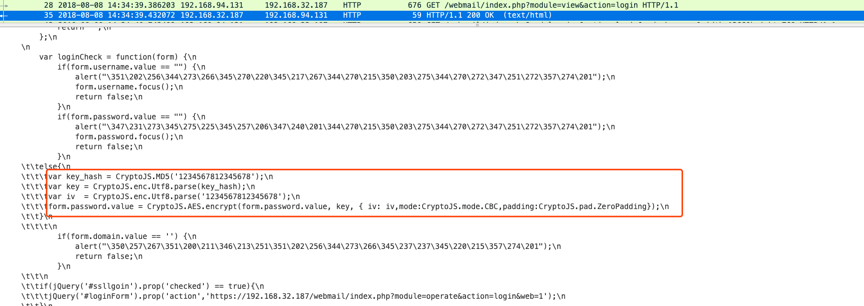 28 2018-08-08 14:34:39.386203 192.168.94.131 192.168.32.187 HTTP 676 GET /webmail/index.php?module=view&action=login HTTP/1.1
35 2018-08-08 14:34:39.432072 192.168.32.187 192.168.94.131 HTTP 59 HTTP/1.1 200 OK (text/html)
};\n
\n
var loginCheck = function(form) {\n
if(form.username.value == "") {\n
alert("\351\202\256\344\273\266\345\270\220\345\217\267\344\270\215\350\203\275\344\270\272\347\251\272\357\274\201");\n
form.username.focus();\n
return false;\n
}\n
if(form.password.value == "") {\n
alert("\347\231\273\345\275\225\345\257\206\347\240\201\344\270\215\350\203\275\344\270\272\347\251\272\357\274\201");\n
form.password.focus();\n
return false;\n
}\n
\t\telse{\n
\t\t\tvar key_hash = CryptoJS.MD5('1234567812345678');\n
\t\t\tvar key = CryptoJS.enc.Utf8.parse(key_hash);\n
\t\t\tvar iv  = CryptoJS.enc.Utf8.parse('1234567812345678');\n
\t\t\tform.password.value = CryptoJS.AES.encrypt(form.password.value, key, { iv: iv,mode:CryptoJS.mode.CBC,padding:CryptoJS.pad.ZeroPadding});\n
\t\t}\n
\t\t\t\n
if(form.domain.value == '') {\n
alert("\350\257\267\351\200\211\346\213\251\351\202\256\344\273\266\345\237\237\345\220\215\357\274\201");\n
return false;\n
}\n
\t\t\n
\t\tif(jQuery('#ssllgoin').prop('checked') == true){\n
\t\t\tjQuery('#loginForm').prop('action','https://192.168.32.187/webmail/index.php?module=operate&action=login&web=1');\n